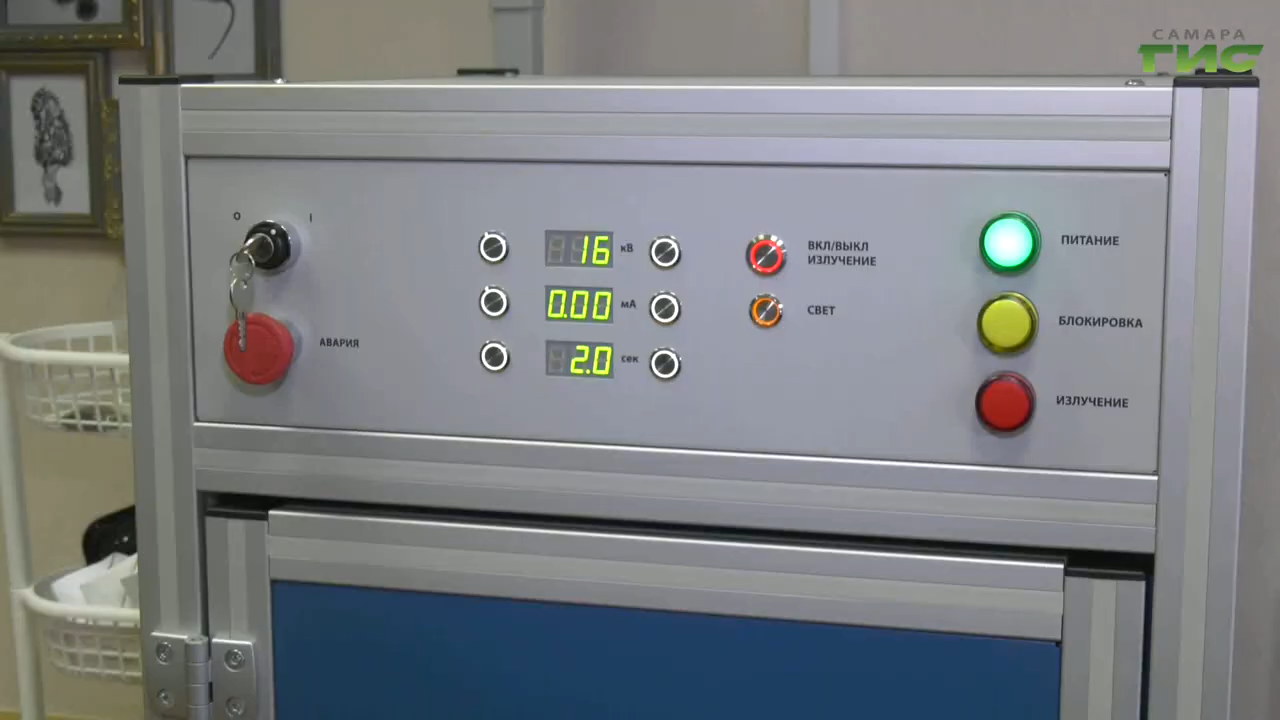 САМАРА
ГИС
O I
АВАРИЯ
16 кВ
0.00 мА
2.0 сек
ВКЛ/ВЫКЛ
ИЗЛУЧЕНИЕ
СВЕТ
ПИТАНИЕ
БЛОКИРОВКА
ИЗЛУЧЕНИЕ